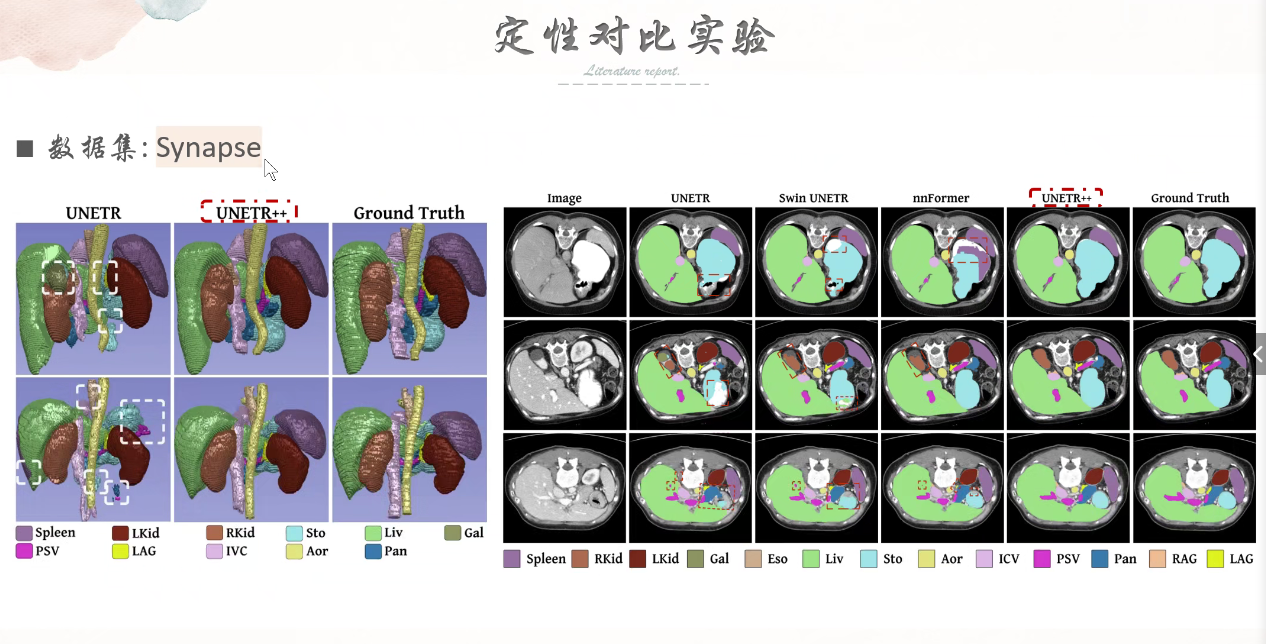 定性对比实验
Literature report.
■ 数据集: Synapse
UNETR UNETR++ Ground Truth
Spleen LKid RKid Sto Liv Gal
PSV LAG IVC Aor Pan
Image UNETR Swin UNETR nnFormer UNETR++ Ground Truth
Spleen RKid LKid Gal Eso Liv Sto Aor ICV PSV Pan RAG LAG